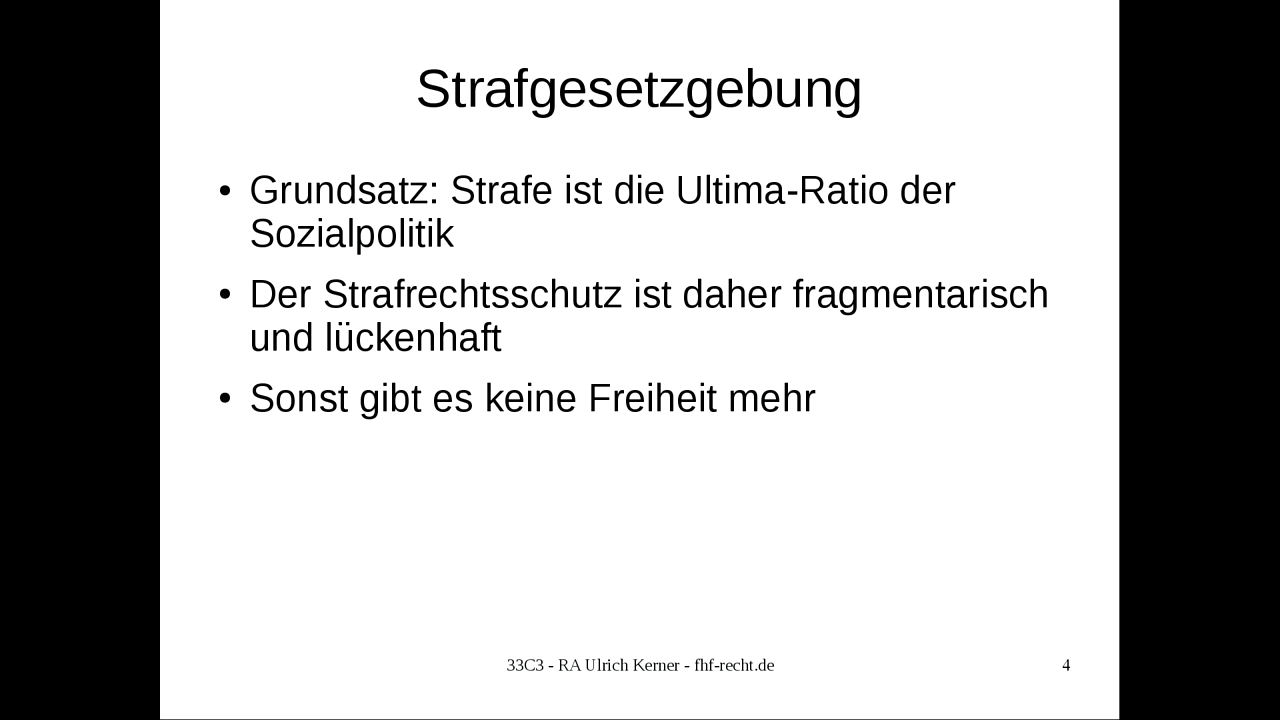 Strafgesetzgebung
• Grundsatz: Strafe ist die Ultima-Ratio der
Sozialpolitik
• Der Strafrechtsschutz ist daher fragmentarisch
und lückenhaft
• Sonst gibt es keine Freiheit mehr
33C3 - RA Ulrich Kerner - fhf-recht.de
4